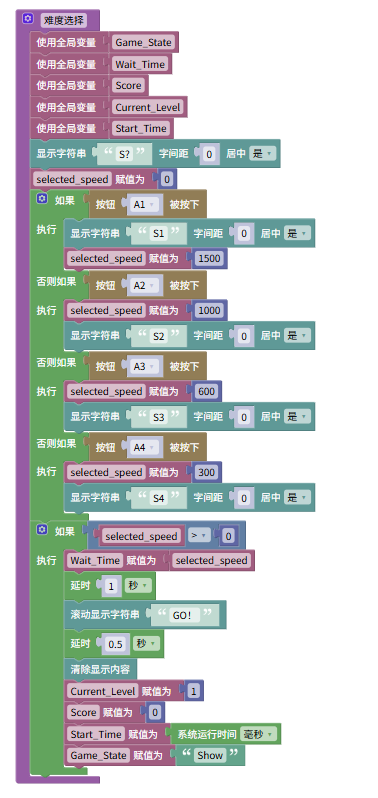 难度选择
使用全局变量 Game_State
使用全局变量 Wait_Time
使用全局变量 Score
使用全局变量 Current_Level
使用全局变量 Start_Time
显示字符串 “ S? ” 字间距 0 居中 是
selected_speed 赋值为 0
如果 按钮 A1 被按下
执行 显示字符串 “ S1 ” 字间距 0 居中 是
selected_speed 赋值为 1500
否则如果 按钮 A2 被按下
执行 selected_speed 赋值为 1000
显示字符串 “ S2 ” 字间距 0 居中 是
否则如果 按钮 A3 被按下
执行 selected_speed 赋值为 600
显示字符串 “ S3 ” 字间距 0 居中 是
否则如果 按钮 A4 被按下
执行 selected_speed 赋值为 300
显示字符串 “ S4 ” 字间距 0 居中 是
如果 selected_speed > 0
执行 Wait_Time 赋值为 selected_speed
延时 1 秒
滚动显示字符串 “ GO! ”
延时 0.5 秒
清除显示内容
Current_Level 赋值为 1
Score 赋值为 0
Start_Time 赋值为 系统运行时间 毫秒
Game_State 赋值为 “ Show ”